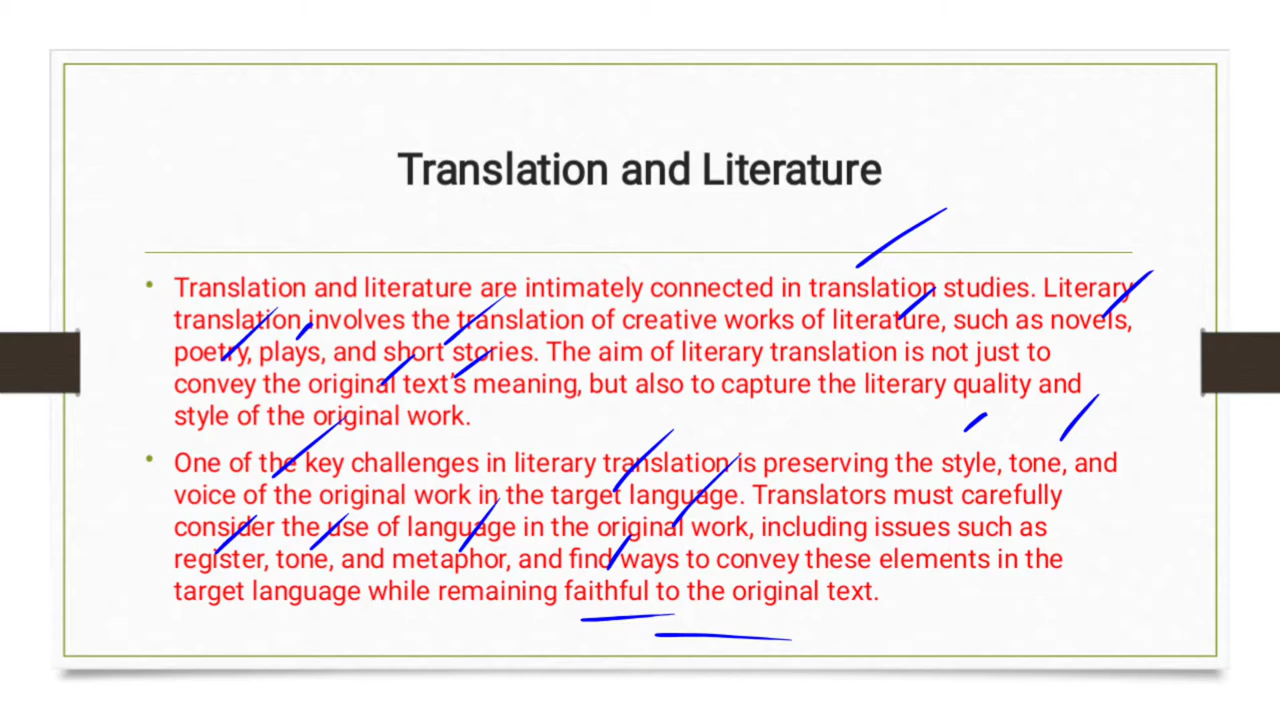 Translation and Literature
• Translation and literature are intimately connected in translation studies. Literary
translation involves the translation of creative works of literature, such as novels,
poetry, plays, and short stories. The aim of literary translation is not just to
convey the original text's meaning, but also to capture the literary quality and
style of the original work.
• One of the key challenges in literary translation is preserving the style, tone, and
voice of the original work in the target language. Translators must carefully
consider the use of language in the original work, including issues such as
register, tone, and metaphor, and find ways to convey these elements in the
target language while remaining faithful to the original text.